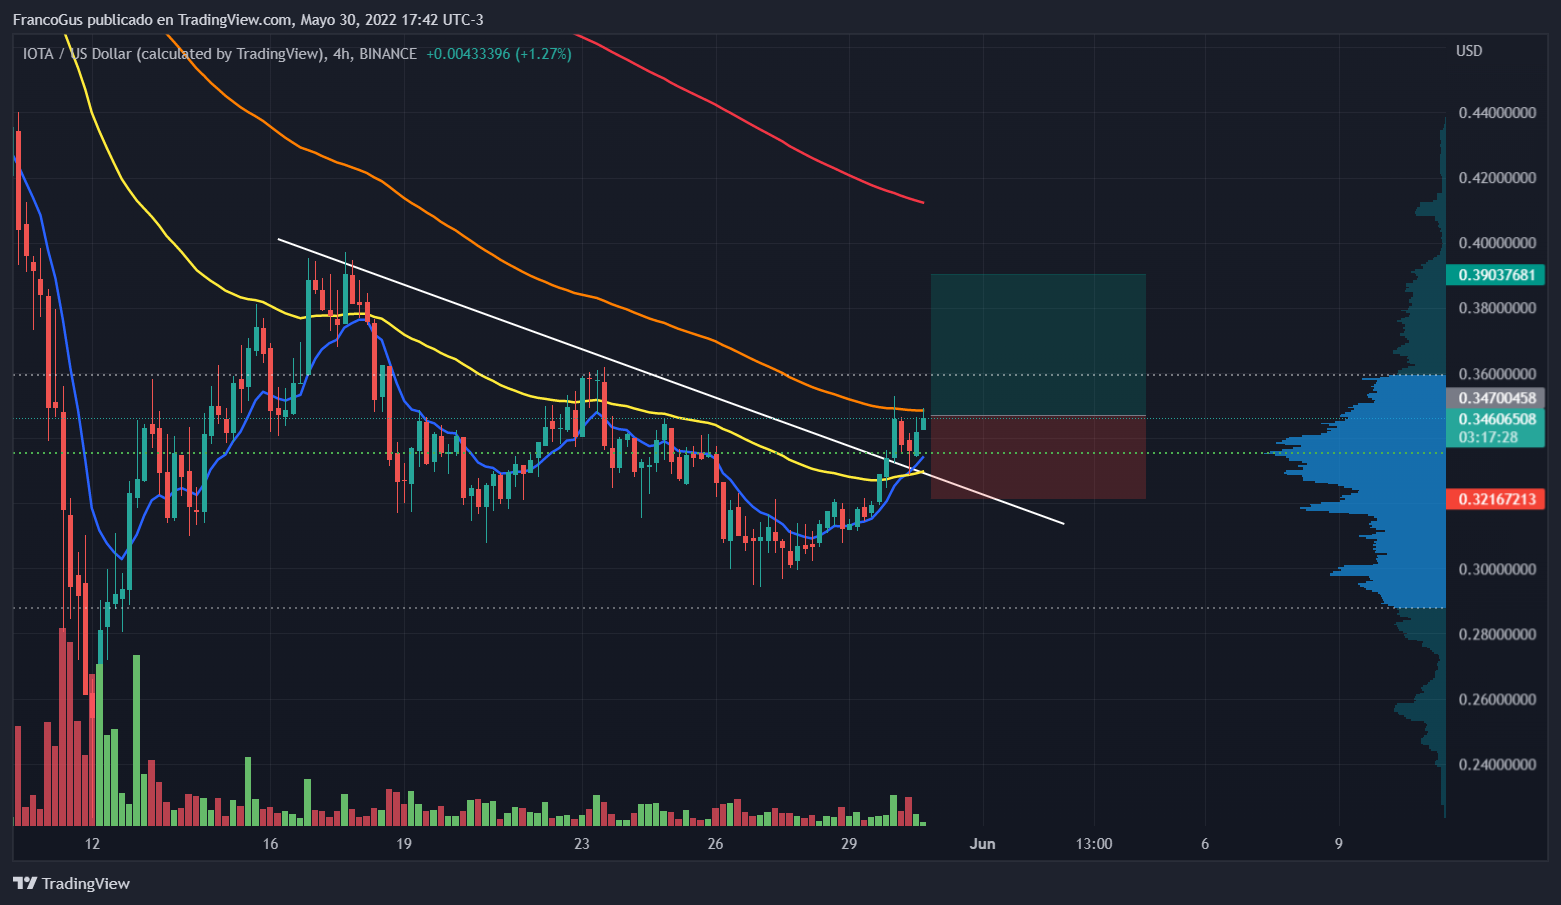 FrancoGus publicado en TradingView.com, Mayo 30, 2022 17:42 UTC-3
IOTA / US Dollar (calculated by TradingView), 4h, BINANCE +0.00433396 (+1.27%)
USD
0.44000000
0.42000000
0.40000000
0.39037681
0.38000000
0.36000000
0.34700458
0.34606508
03:17:28
0.32167213
0.30000000
0.28000000
0.26000000
0.24000000
12 16 19 23 26 29 Jun 13:00 6 9
TradingView